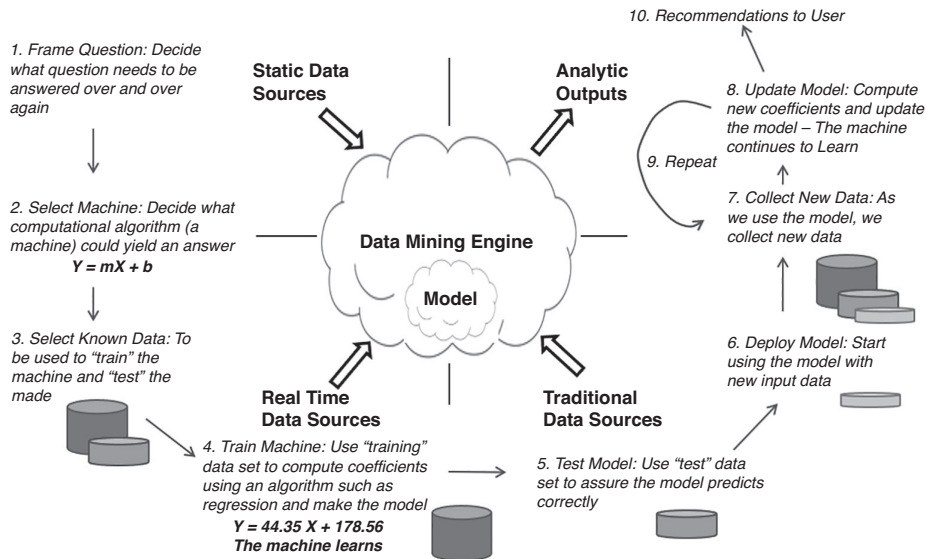 1. Frame Question: Decide
what question needs to be
answered over and over
again
2. Select Machine: Decide what
computational algorithm (a
machine) could yield an answer
Y = mX + b
3. Select Known Data: To
be used to “train” the
machine and “test” the
made
4. Train Machine: Use “training”
data set to compute coefficients
using an algorithm such as
regression and make the model
Y = 44.35 X + 178.56
The machine learns
5. Test Model: Use “test” data
set to assure the model predicts
correctly
6. Deploy Model: Start
using the model with
new input data
7. Collect New Data: As
we use the model, we
collect new data
8. Update Model: Compute
new coefficients and update
the model – The machine
continues to Learn
9. Repeat
10. Recommendations to User
Static Data
Sources
Analytic
Outputs
Data Mining Engine
Model
Real Time
Data Sources
Traditional
Data Sources